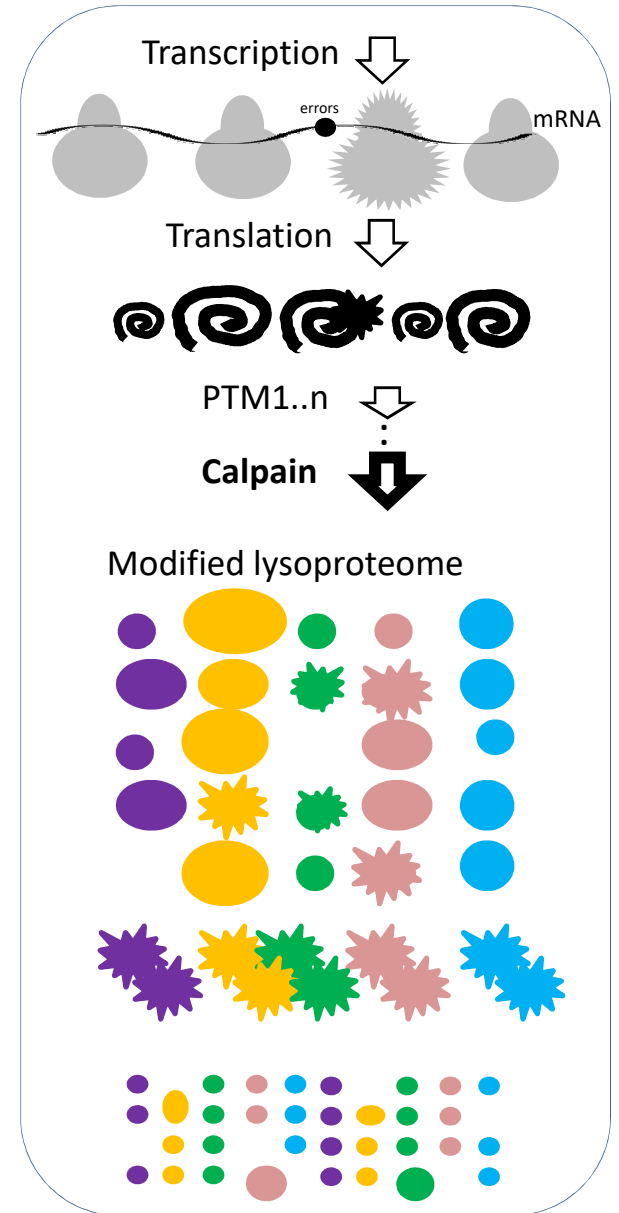 Transcription
errors
mRNA
Translation
PTM1..n
Calpain
Modified lysoproteome